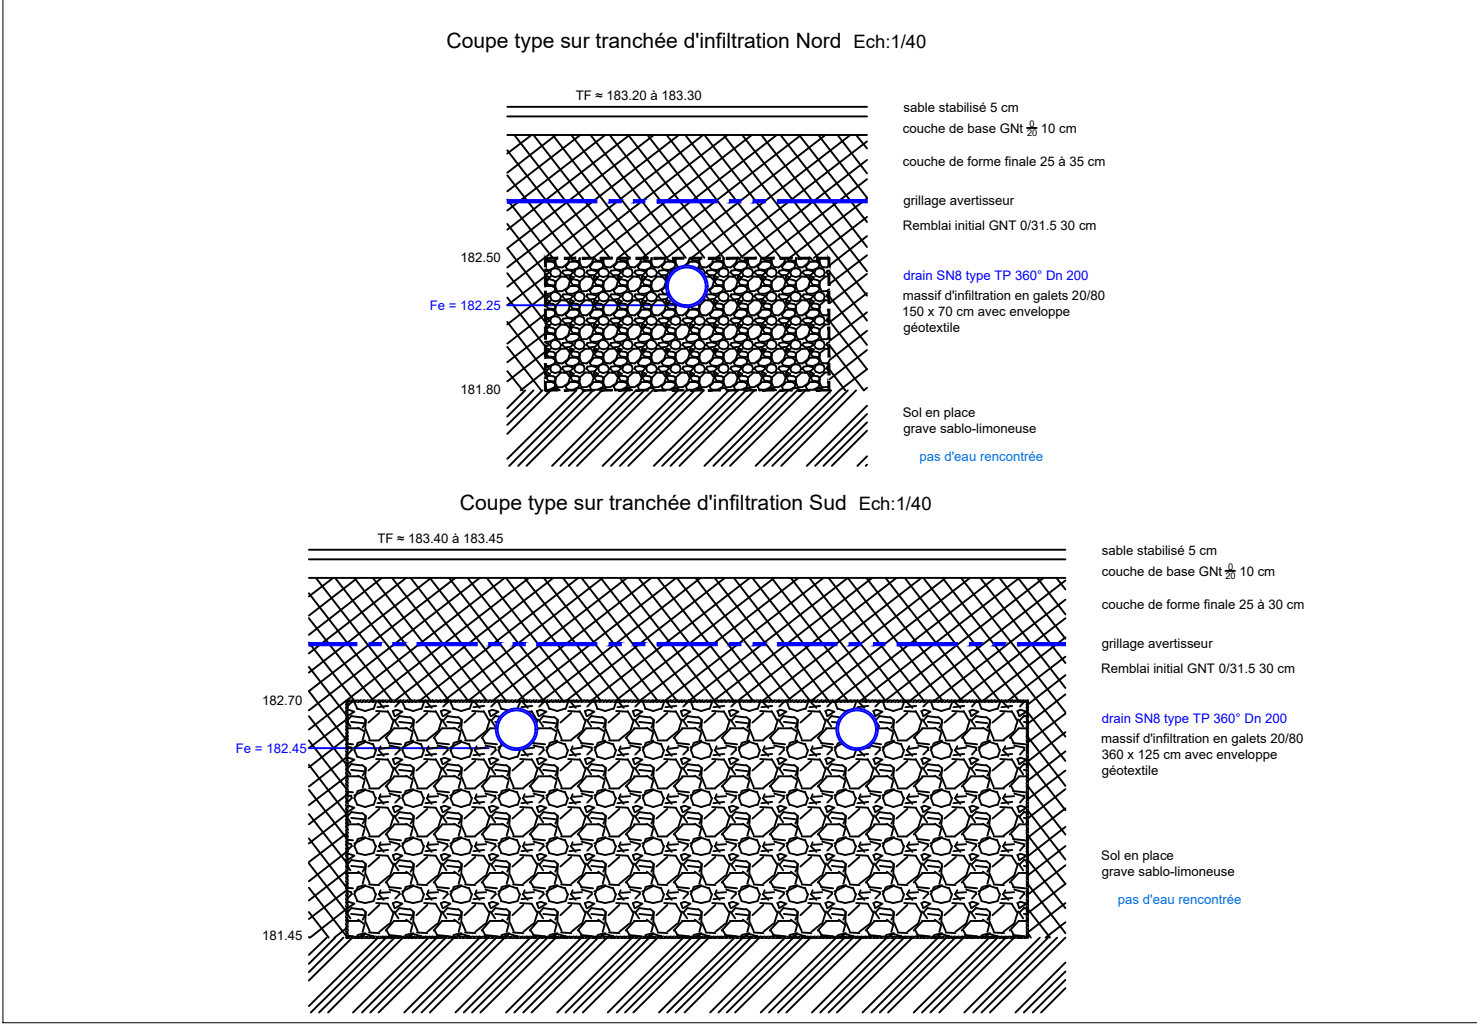 Coupe type sur tranchée d'infiltration Nord Ech:1/40
TF ≈ 183.20 à 183.30
sable stabilisé 5 cm
couche de base GNt 0/20 10 cm
couche de forme finale 25 à 35 cm
grillage avertisseur
Remblai initial GNT 0/31.5 30 cm
182.50
drain SN8 type TP 360° Dn 200
Fe = 182.25
massif d'infiltration en galets 20/80
150 x 70 cm avec enveloppe
géotextile
181.80
Sol en place
grave sablo-limoneuse
pas d'eau rencontrée
Coupe type sur tranchée d'infiltration Sud Ech:1/40
TF ≈ 183.40 à 183.45
sable stabilisé 5 cm
couche de base GNt 0/20 10 cm
couche de forme finale 25 à 30 cm
grillage avertisseur
Remblai initial GNT 0/31.5 30 cm
182.70
drain SN8 type TP 360° Dn 200
Fe = 182.45
massif d'infiltration en galets 20/80
360 x 125 cm avec enveloppe
géotextile
Sol en place
grave sablo-limoneuse
pas d'eau rencontrée
181.45